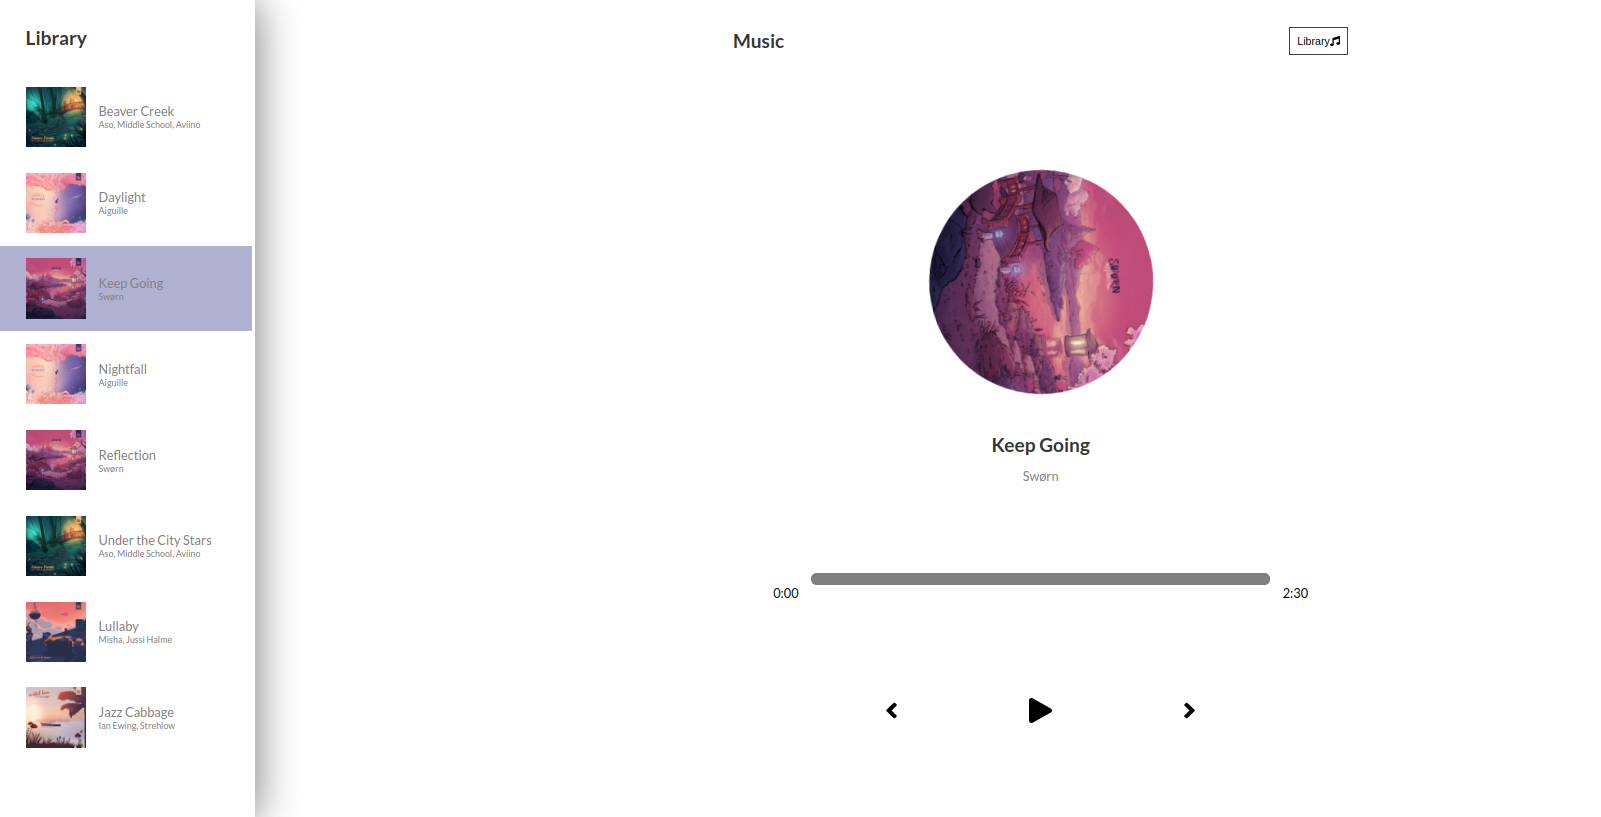 Library
Beaver Creek
Aso, Middle School, Aviino
Daylight
Aiguille
Keep Going
Swørn
Nightfall
Aiguille
Reflection
Swørn
Under the City Stars
Aso, Middle School, Aviino
Lullaby
Misha, Jussi Halme
Jazz Cabbage
Ian Ewing, Strehlow
Music
Library
SWØRN
Keep Going
Swørn
0:00
2:30